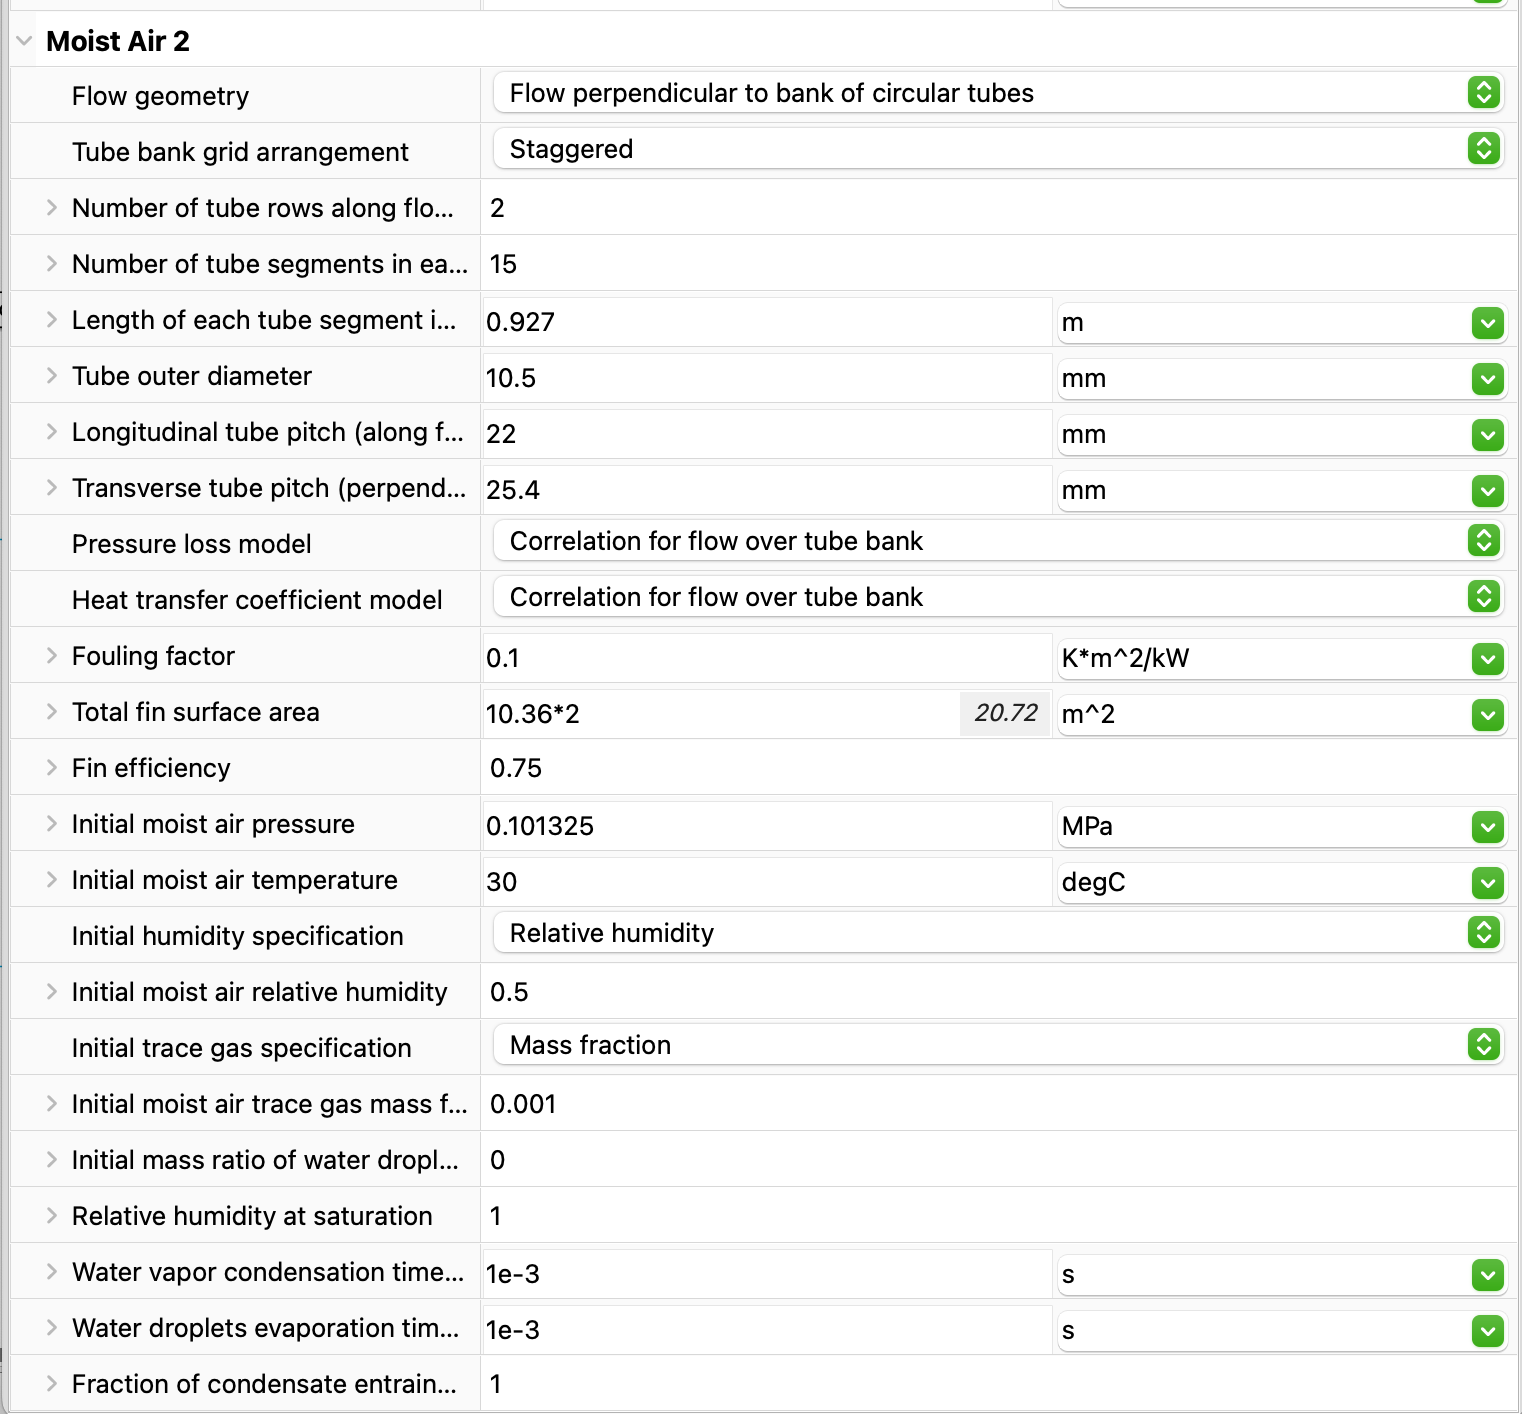 Moist Air 2
Flow geometry Flow perpendicular to bank of circular tubes
Tube bank grid arrangement Staggered
Number of tube rows along flo... 2
Number of tube segments in ea... 15
Length of each tube segment i... 0.927 m
Tube outer diameter 10.5 mm
Longitudinal tube pitch (along f... 22 mm
Transverse tube pitch (perpend... 25.4 mm
Pressure loss model Correlation for flow over tube bank
Heat transfer coefficient model Correlation for flow over tube bank
Fouling factor 0.1 K*m^2/kW
Total fin surface area 10.36*2 20.72 m^2
Fin efficiency 0.75
Initial moist air pressure 0.101325 MPa
Initial moist air temperature 30 degC
Initial humidity specification Relative humidity
Initial moist air relative humidity 0.5
Initial trace gas specification Mass fraction
Initial moist air trace gas mass f... 0.001
Initial mass ratio of water dropl... 0
Relative humidity at saturation 1
Water vapor condensation time... 1e-3 s
Water droplets evaporation tim... 1e-3 s
Fraction of condensate entrain... 1